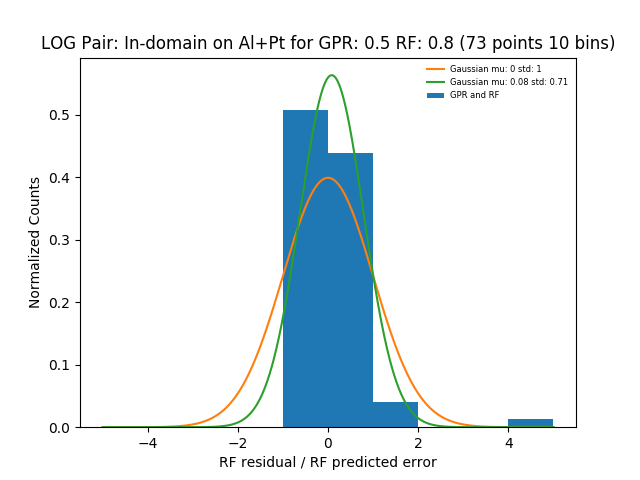 LOG Pair: In-domain on Al+Pt for GPR: 0.5 RF: 0.8 (73 points 10 bins)
Gaussian mu: 0 std: 1
Gaussian mu: 0.08 std: 0.71
GPR and RF
Normalized Counts
0.5
0.4
0.3
0.2
0.1
0.0
−4
−2
0
2
4
RF residual / RF predicted error